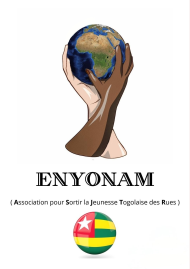 ENYONAM
( Association pour Sortir la Jeunesse Togolaise des Rues )